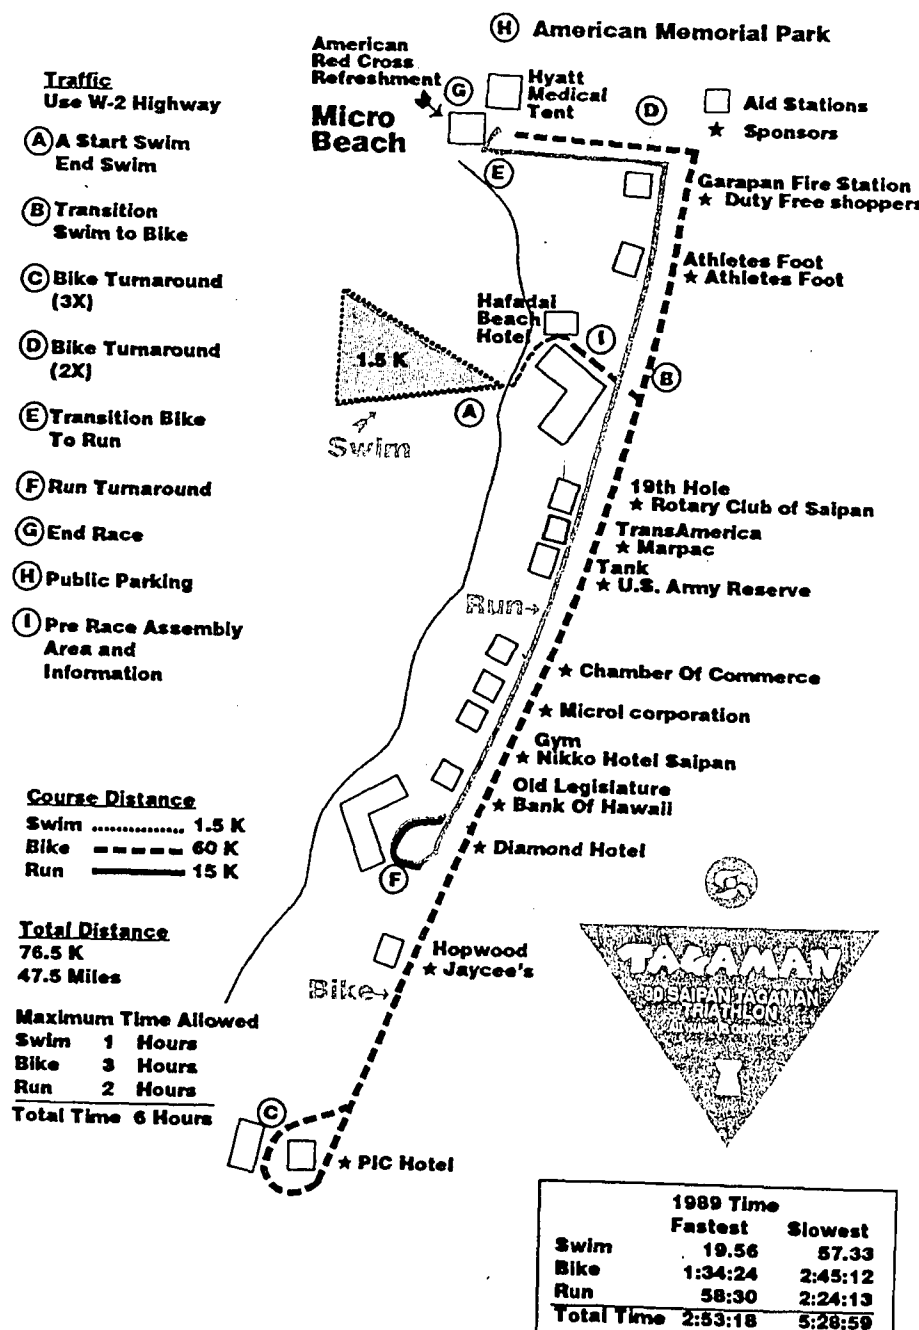 H American Memorial Park
American
Red Cross
Refreshment
G
Hyatt
Medical
Tent
D
Aid Stations
★ Sponsors
Micro
Beach
E
Traffic
Use W-2 Highway
A A Start Swim
End Swim
B Transition
Swim to Bike
C Bike Turnaround
(3X)
D Bike Turnaround
(2X)
E Transition Bike
To Run
F Run Turnaround
G End Race
H Public Parking
I Pre Race Assembly
Area and
Information
Garapan Fire Station
★ Duty Free shoppers
Athletes Foot
★ Athletes Foot
Hafadai
Beach
Hotel
I
B
1.5 K
A
Swim
19th Hole
★ Rotary Club of Saipan
TransAmerica
★ Marpac
Tank
★ U.S. Army Reserve
Run→
★ Chamber Of Commerce
★ Microl corporation
Gym
★ Nikko Hotel Saipan
Old Legislature
★ Bank Of Hawaii
★ Diamond Hotel
F
Hopwood
★ Jaycee's
Bike→
C
★ PIC Hotel
Course Distance
Swim ............... 1.5 K
Bike – – – – – 60 K
Run ———— 15 K
Total Distance
76.5 K
47.5 Miles
Maximum Time Allowed
Swim 1 Hours
Bike 3 Hours
Run 2 Hours
Total Time 6 Hours
TAGAMAN
'90 SAIPAN TAGAMAN
TRIATHLON
1989 Time
Fastest Slowest
Swim 19.56 57.33
Bike 1:34:24 2:45:12
Run 58:30 2:24:13
Total Time 2:53:18 5:28:59